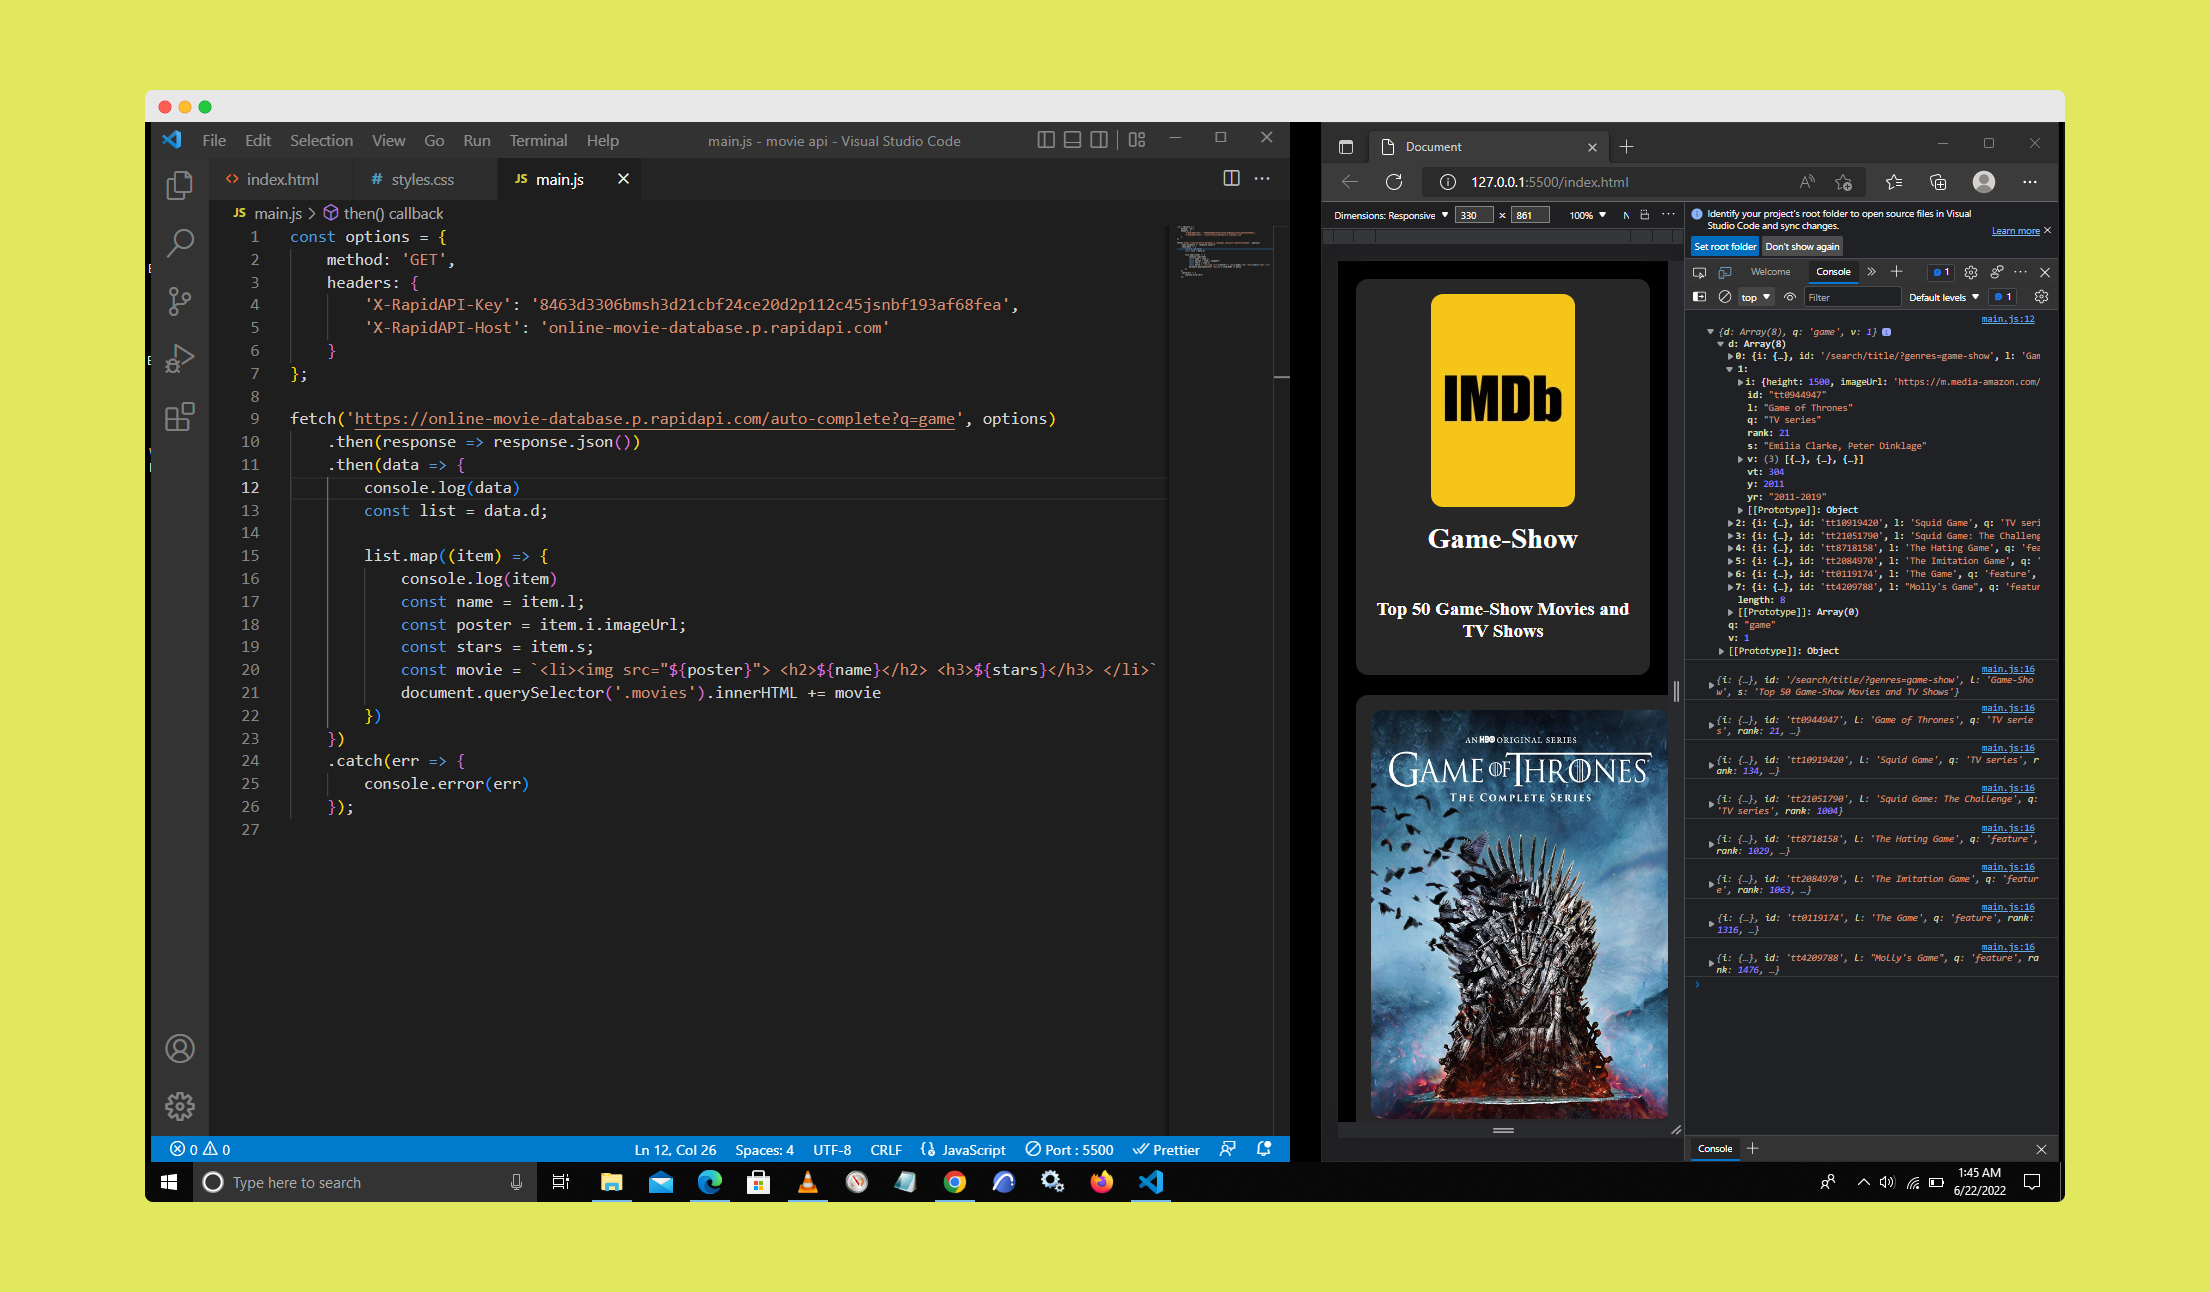 File Edit Selection View Go Run Terminal Help
main.js - movie api - Visual Studio Code
<> index.html
# styles.css
JS main.js
JS main.js > then() callback
1 const options = {
2 method: 'GET',
3 headers: {
4 'X-RapidAPI-Key': '8463d3306bmsh3d21cbf24ce20d2p112c45jsnbf193af68fea',
5 'X-RapidAPI-Host': 'online-movie-database.p.rapidapi.com'
6 }
7 };
8
9 fetch('https://online-movie-database.p.rapidapi.com/auto-complete?q=game', options)
10 .then(response => response.json())
11 .then(data => {
12 console.log(data)
13 const list = data.d;
14
15 list.map((item) => {
16 console.log(item)
17 const name = item.l;
18 const poster = item.i.imageUrl;
19 const stars = item.s;
20 const movie = `<li><img src="${poster}"> <h2>${name}</h2> <h3>${stars}</h3> </li>`
21 document.querySelector('.movies').innerHTML += movie
22 })
23 })
24 .catch(err => {
25 console.error(err)
26 });
27
0 0
Ln 12, Col 26 Spaces: 4 UTF-8 CRLF {} JavaScript Port : 5500 Prettier
Document
127.0.0.1:5500/index.html
Dimensions: Responsive 330 × 861 100% N
IMDb
Game-Show
Top 50 Game-Show Movies and
TV Shows
AN HBO ORIGINAL SERIES
GAME OF THRONES
THE COMPLETE SERIES
Identify your project's root folder to open source files in Visual
Studio Code and sync changes.
Learn more
Set root folder Don't show again
Welcome Console 1
top Filter Default levels 1
main.js:12
{d: Array(8), q: 'game', v: 1}
d: Array(8)
0: {i: {…}, id: '/search/title/?genres=game-show', l: 'Gam
1:
i: {height: 1500, imageUrl: 'https://m.media-amazon.com/
id: "tt0944947"
l: "Game of Thrones"
q: "TV series"
rank: 21
s: "Emilia Clarke, Peter Dinklage"
v: (3) [{…}, {…}, {…}]
vt: 304
y: 2011
yr: "2011-2019"
[[Prototype]]: Object
2: {i: {…}, id: 'tt10919420', l: 'Squid Game', q: 'TV seri
3: {i: {…}, id: 'tt21051790', l: 'Squid Game: The Challeng
4: {i: {…}, id: 'tt8718158', l: 'The Hating Game', q: 'fea
5: {i: {…}, id: 'tt2084970', l: 'The Imitation Game', q: '
6: {i: {…}, id: 'tt0119174', l: 'The Game', q: 'feature',
7: {i: {…}, id: 'tt4209788', l: "Molly's Game", q: 'featur
length: 8
[[Prototype]]: Array(0)
q: "game"
v: 1
[[Prototype]]: Object
main.js:16
{i: {…}, id: '/search/title/?genres=game-show', l: 'Game-Sho
w', s: 'Top 50 Game-Show Movies and TV Shows'}
main.js:16
{i: {…}, id: 'tt0944947', l: 'Game of Thrones', q: 'TV serie
s', rank: 21, …}
main.js:16
{i: {…}, id: 'tt10919420', l: 'Squid Game', q: 'TV series', r
ank: 134, …}
main.js:16
{i: {…}, id: 'tt21051790', l: 'Squid Game: The Challenge', q:
'TV series', rank: 1004}
main.js:16
{i: {…}, id: 'tt8718158', l: 'The Hating Game', q: 'feature',
rank: 1029, …}
main.js:16
{i: {…}, id: 'tt2084970', l: 'The Imitation Game', q: 'featur
e', rank: 1063, …}
main.js:16
{i: {…}, id: 'tt0119174', l: 'The Game', q: 'feature', rank:
1316, …}
main.js:16
{i: {…}, id: 'tt4209788', l: "Molly's Game", q: 'feature', ra
nk: 1476, …}
Console
Type here to search
1:45 AM
6/22/2022